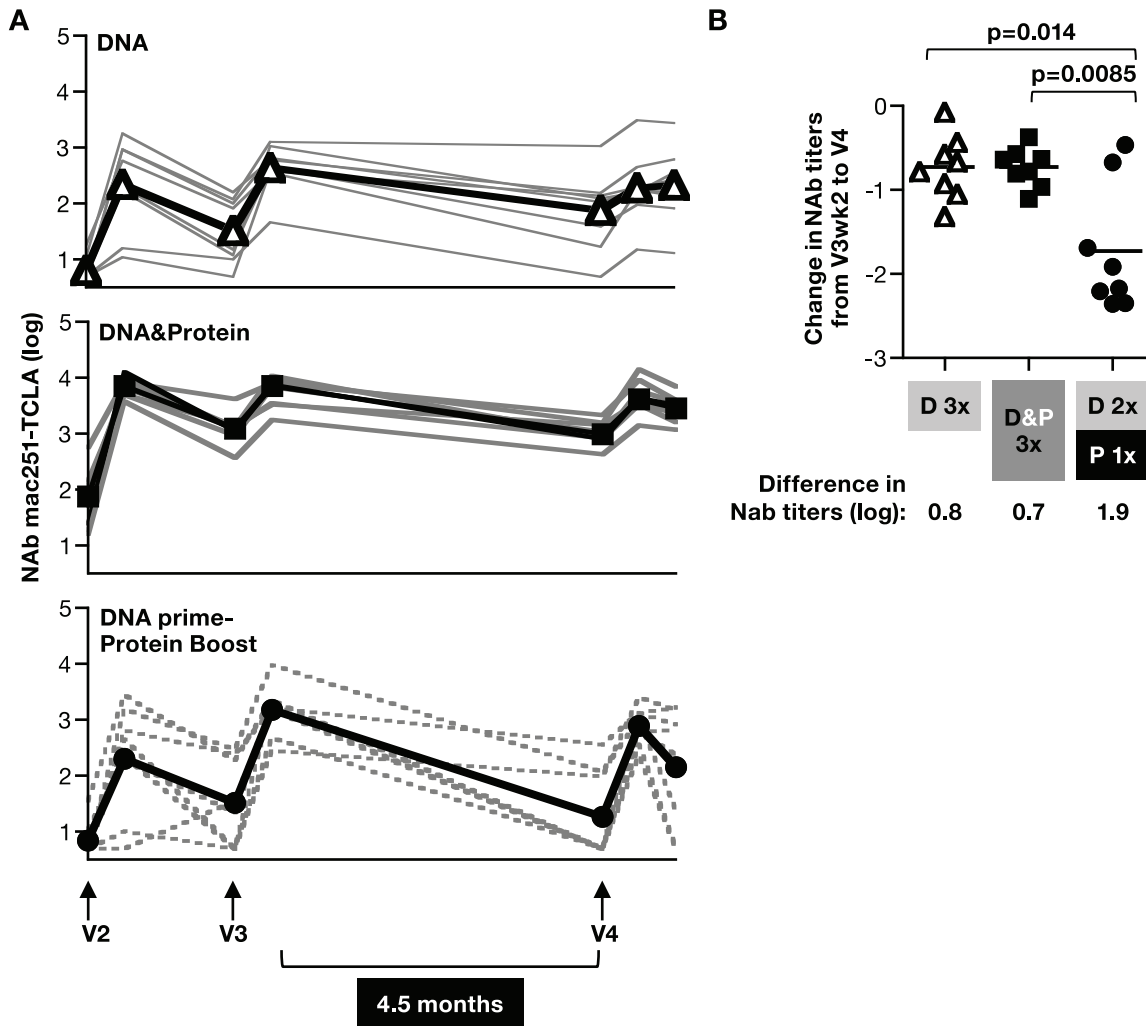 A
DNA
5
4
3
2
1
DNA&Protein
5
4
3
2
1
NAb mac251-TCLA (log)
DNA prime-
Protein Boost
5
4
3
2
1
V2
V3
V4
4.5 months
B
p=0.014
p=0.0085
Change in NAb titers
from V3wk2 to V4
0
-1
-2
-3
D 3x
D&P
3x
D 2x
P 1x
Difference in
Nab titers (log): 0.8 0.7 1.9